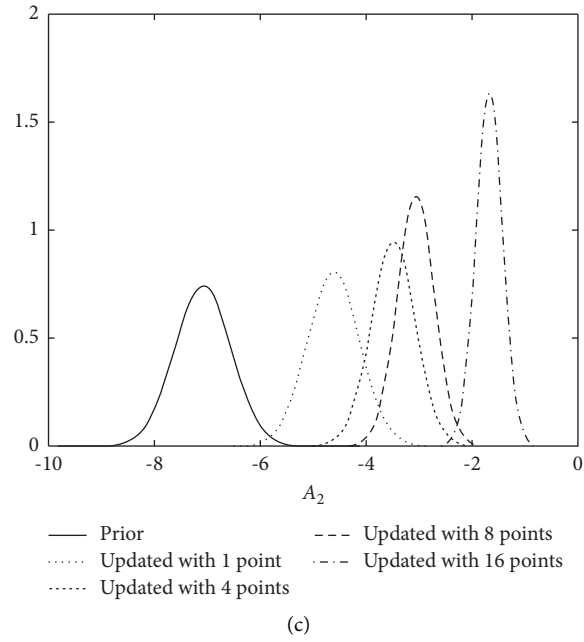 2
1.5
1
0.5
0
-10
-8
-6
-4
-2
0
A2
Prior
Updated with 1 point
Updated with 4 points
Updated with 8 points
Updated with 16 points
(c)